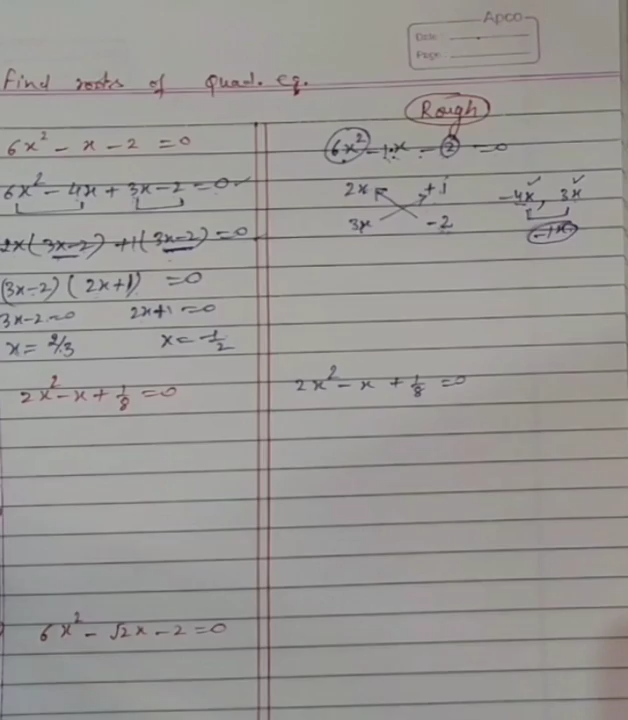 Apco
Date
Page
Find roots of Quad. eq.
Rough
6x² - x - 2 = 0
6x² - 1·x - 2 = 0
6x² - 4x + 3x - 2 = 0
2x +1 -4x, 3x
3x -2 -1x
2x(3x-2) +1(3x-2) = 0
(3x-2)(2x+1) = 0
3x-2=0 2x+1=0
x = 2/3 x = -1/2
2x² - x + 1/8 = 0
2x² - x + 1/8 = 0
6x² - √2x - 2 = 0